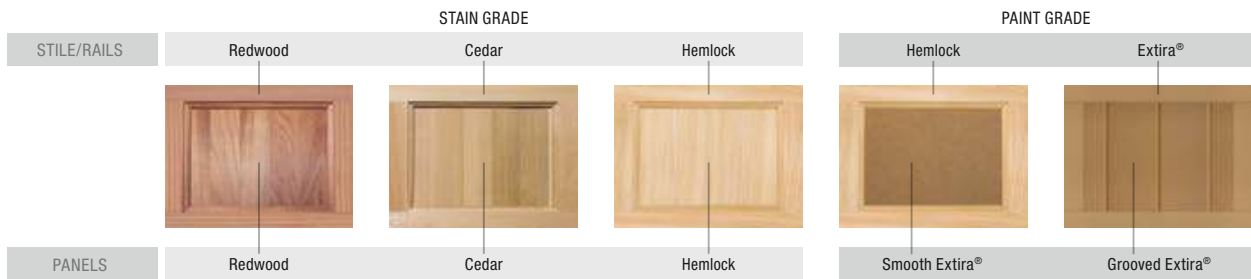 STAIN GRADE PAINT GRADE
STILE/RAILS Redwood Cedar Hemlock Hemlock Extira®
PANELS Redwood Cedar Hemlock Smooth Extira® Grooved Extira®